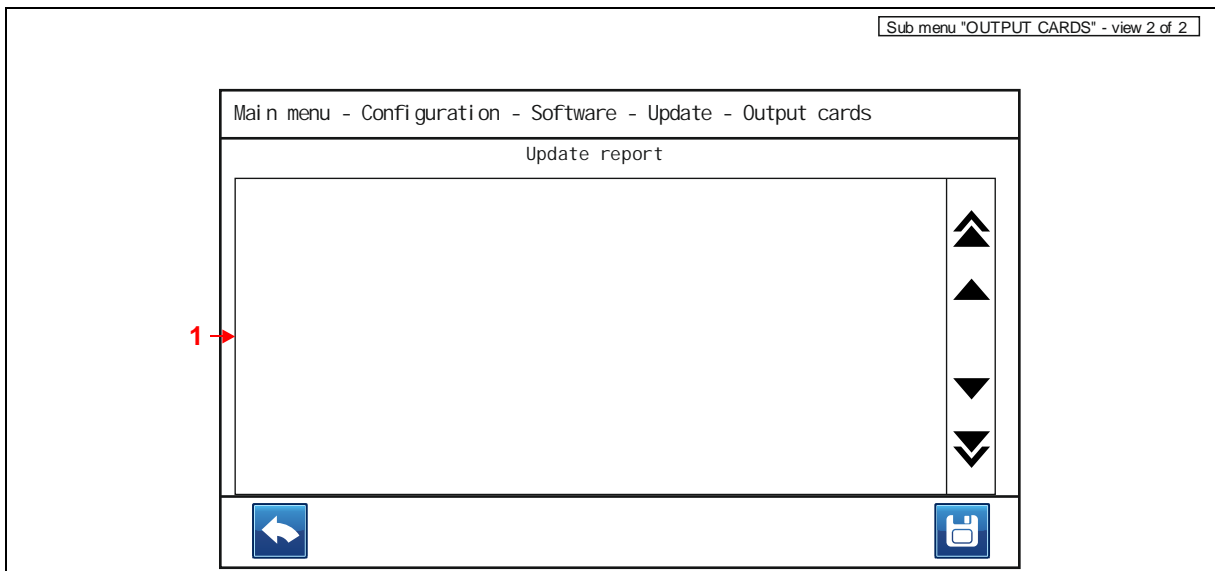 Sub menu "OUTPUT CARDS" - view 2 of 2
Main menu - Configuration - Software - Update - Output cards
Update report
1